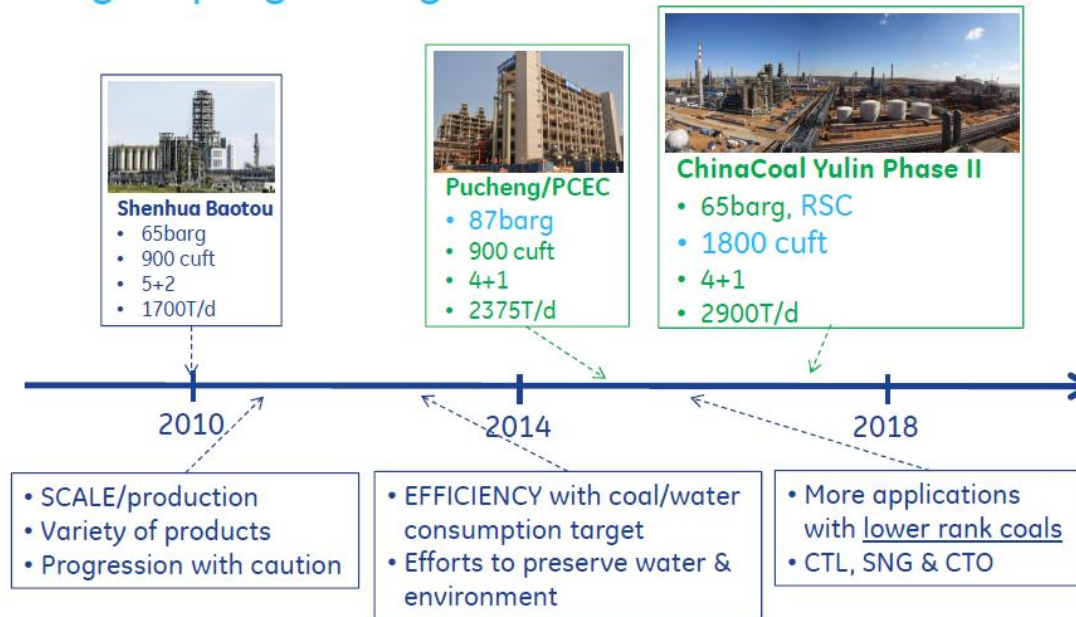 Shenhua Baotou
• 65barg
• 900 cuft
• 5+2
• 1700T/d
Pucheng/PCEC
• 87barg
• 900 cuft
• 4+1
• 2375T/d
ChinaCoal Yulin Phase II
• 65barg, RSC
• 1800 cuft
• 4+1
• 2900T/d
2010
2014
2018
• SCALE/production
• Variety of products
• Progression with caution
• EFFICIENCY with coal/water
consumption target
• Efforts to preserve water &
environment
• More applications
with lower rank coals
• CTL, SNG & CTO